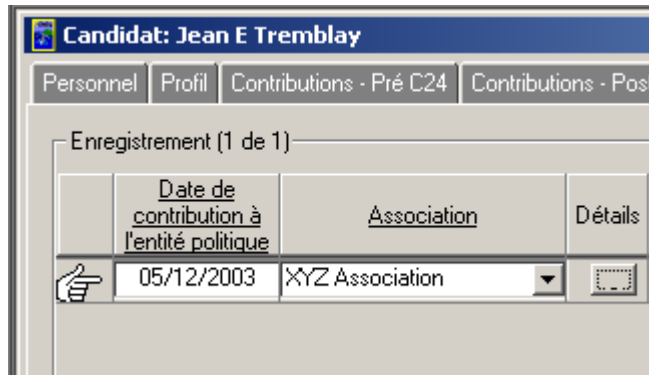 Candidat: Jean E Tremblay
Personnel Profil Contributions - Pré C24 Contributions - Pos
Enregistrement (1 de 1)
Date de
contribution à Association Détails
l'entité politique
05/12/2003 XYZ Association ...